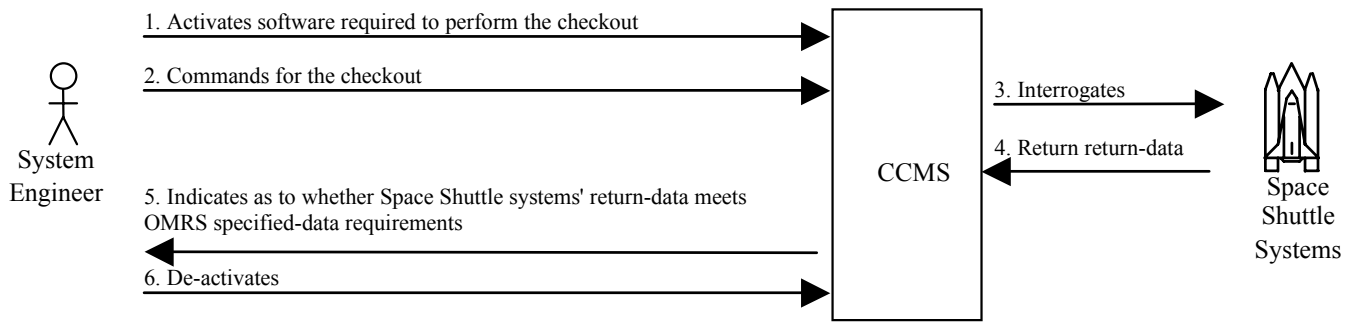 1. Activates software required to perform the checkout
2. Commands for the checkout
System
Engineer
3. Interrogates
4. Return return-data
CCMS
5. Indicates as to whether Space Shuttle systems' return-data meets
OMRS specified-data requirements
6. De-activates
Space
Shuttle
Systems